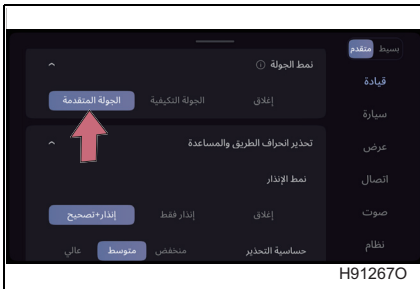 بسيط متقدم
قيادة
سيارة
عرض
اتصال
صوت
نظام
نمط الجولة
إغلاق الجولة التكيفية الجولة المتقدمة
تحذير انحراف الطريق والمساعدة
نمط الإنذار
إغلاق إنذار فقط إنذار+تصحيح
حساسية التحذير منخفض متوسط عالي
H91267O